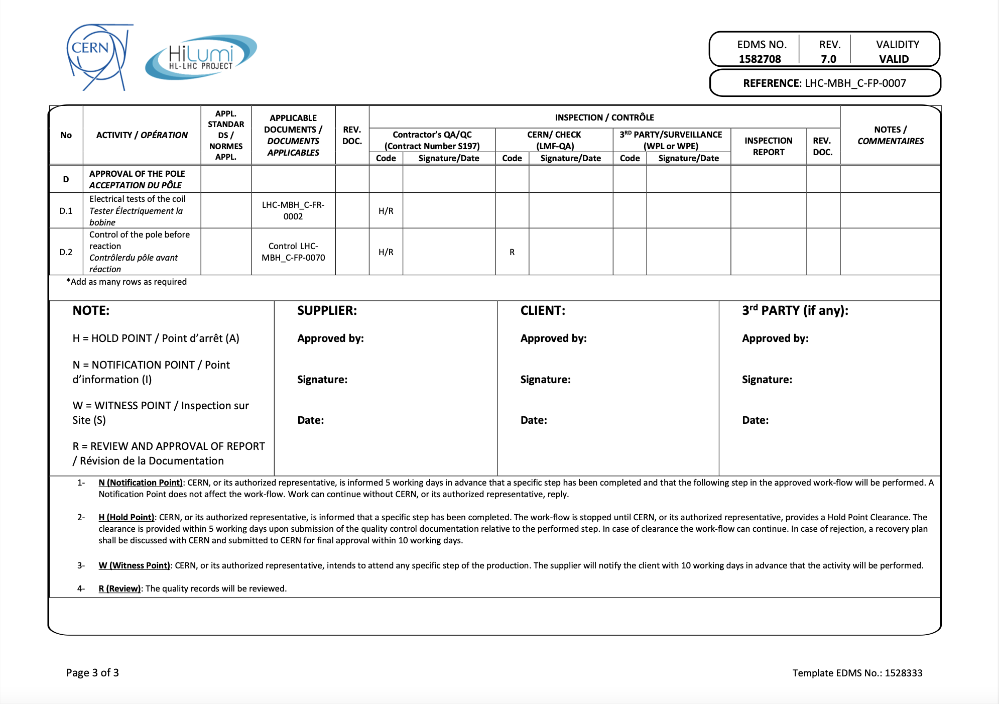 CERN
HiLumi
HL-LHC PROJECT
EDMS NO. REV. VALIDITY
1582708 7.0 VALID
REFERENCE: LHC-MBH_C-FP-0007
No
ACTIVITY / OPÉRATION
APPL.
STANDAR
DS /
NORMES
APPL.
APPLICABLE
DOCUMENTS /
DOCUMENTS
APPLICABLES
REV.
DOC.
INSPECTION / CONTRÔLE
Contractor's QA/QC
(Contract Number S197)
CERN/ CHECK
(LMF-QA)
3RD PARTY/SURVEILLANCE
(WPL or WPE)
INSPECTION
REPORT
REV.
DOC.
NOTES /
COMMENTAIRES
Code Signature/Date Code Signature/Date Code Signature/Date
D
APPROVAL OF THE POLE
ACCEPTATION DU PÔLE
D.1
Electrical tests of the coil
Tester Électriquement la
bobine
LHC-MBH_C-FR-
0002
H/R
D.2
Control of the pole before
reaction
Contrôlerdu pôle avant
réaction
Control LHC-
MBH_C-FP-0070
H/R
R
*Add as many rows as required
NOTE:
H = HOLD POINT / Point d'arrêt (A)
N = NOTIFICATION POINT / Point
d'information (I)
W = WITNESS POINT / Inspection sur
Site (S)
R = REVIEW AND APPROVAL OF REPORT
/ Révision de la Documentation
SUPPLIER:
Approved by:
Signature:
Date:
CLIENT:
Approved by:
Signature:
Date:
3rd PARTY (if any):
Approved by:
Signature:
Date:
1- N (Notification Point): CERN, or its authorized representative, is informed 5 working days in advance that a specific step has been completed and that the following step in the approved work-flow will be performed. A
Notification Point does not affect the work-flow. Work can continue without CERN, or its authorized representative, reply.
2- H (Hold Point): CERN, or its authorized representative, is informed that a specific step has been completed. The work-flow is stopped until CERN, or its authorized representative, provides a Hold Point Clearance. The
clearance is provided within 5 working days upon submission of the quality control documentation relative to the performed step. In case of clearance the work-flow can continue. In case of rejection, a recovery plan
shall be discussed with CERN and submitted to CERN for final approval within 10 working days.
3- W (Witness Point): CERN, or its authorized representative, intends to attend any specific step of the production. The supplier will notify the client with 10 working days in advance that the activity will be performed.
4- R (Review): The quality records will be reviewed.
Page 3 of 3
Template EDMS No.: 1528333